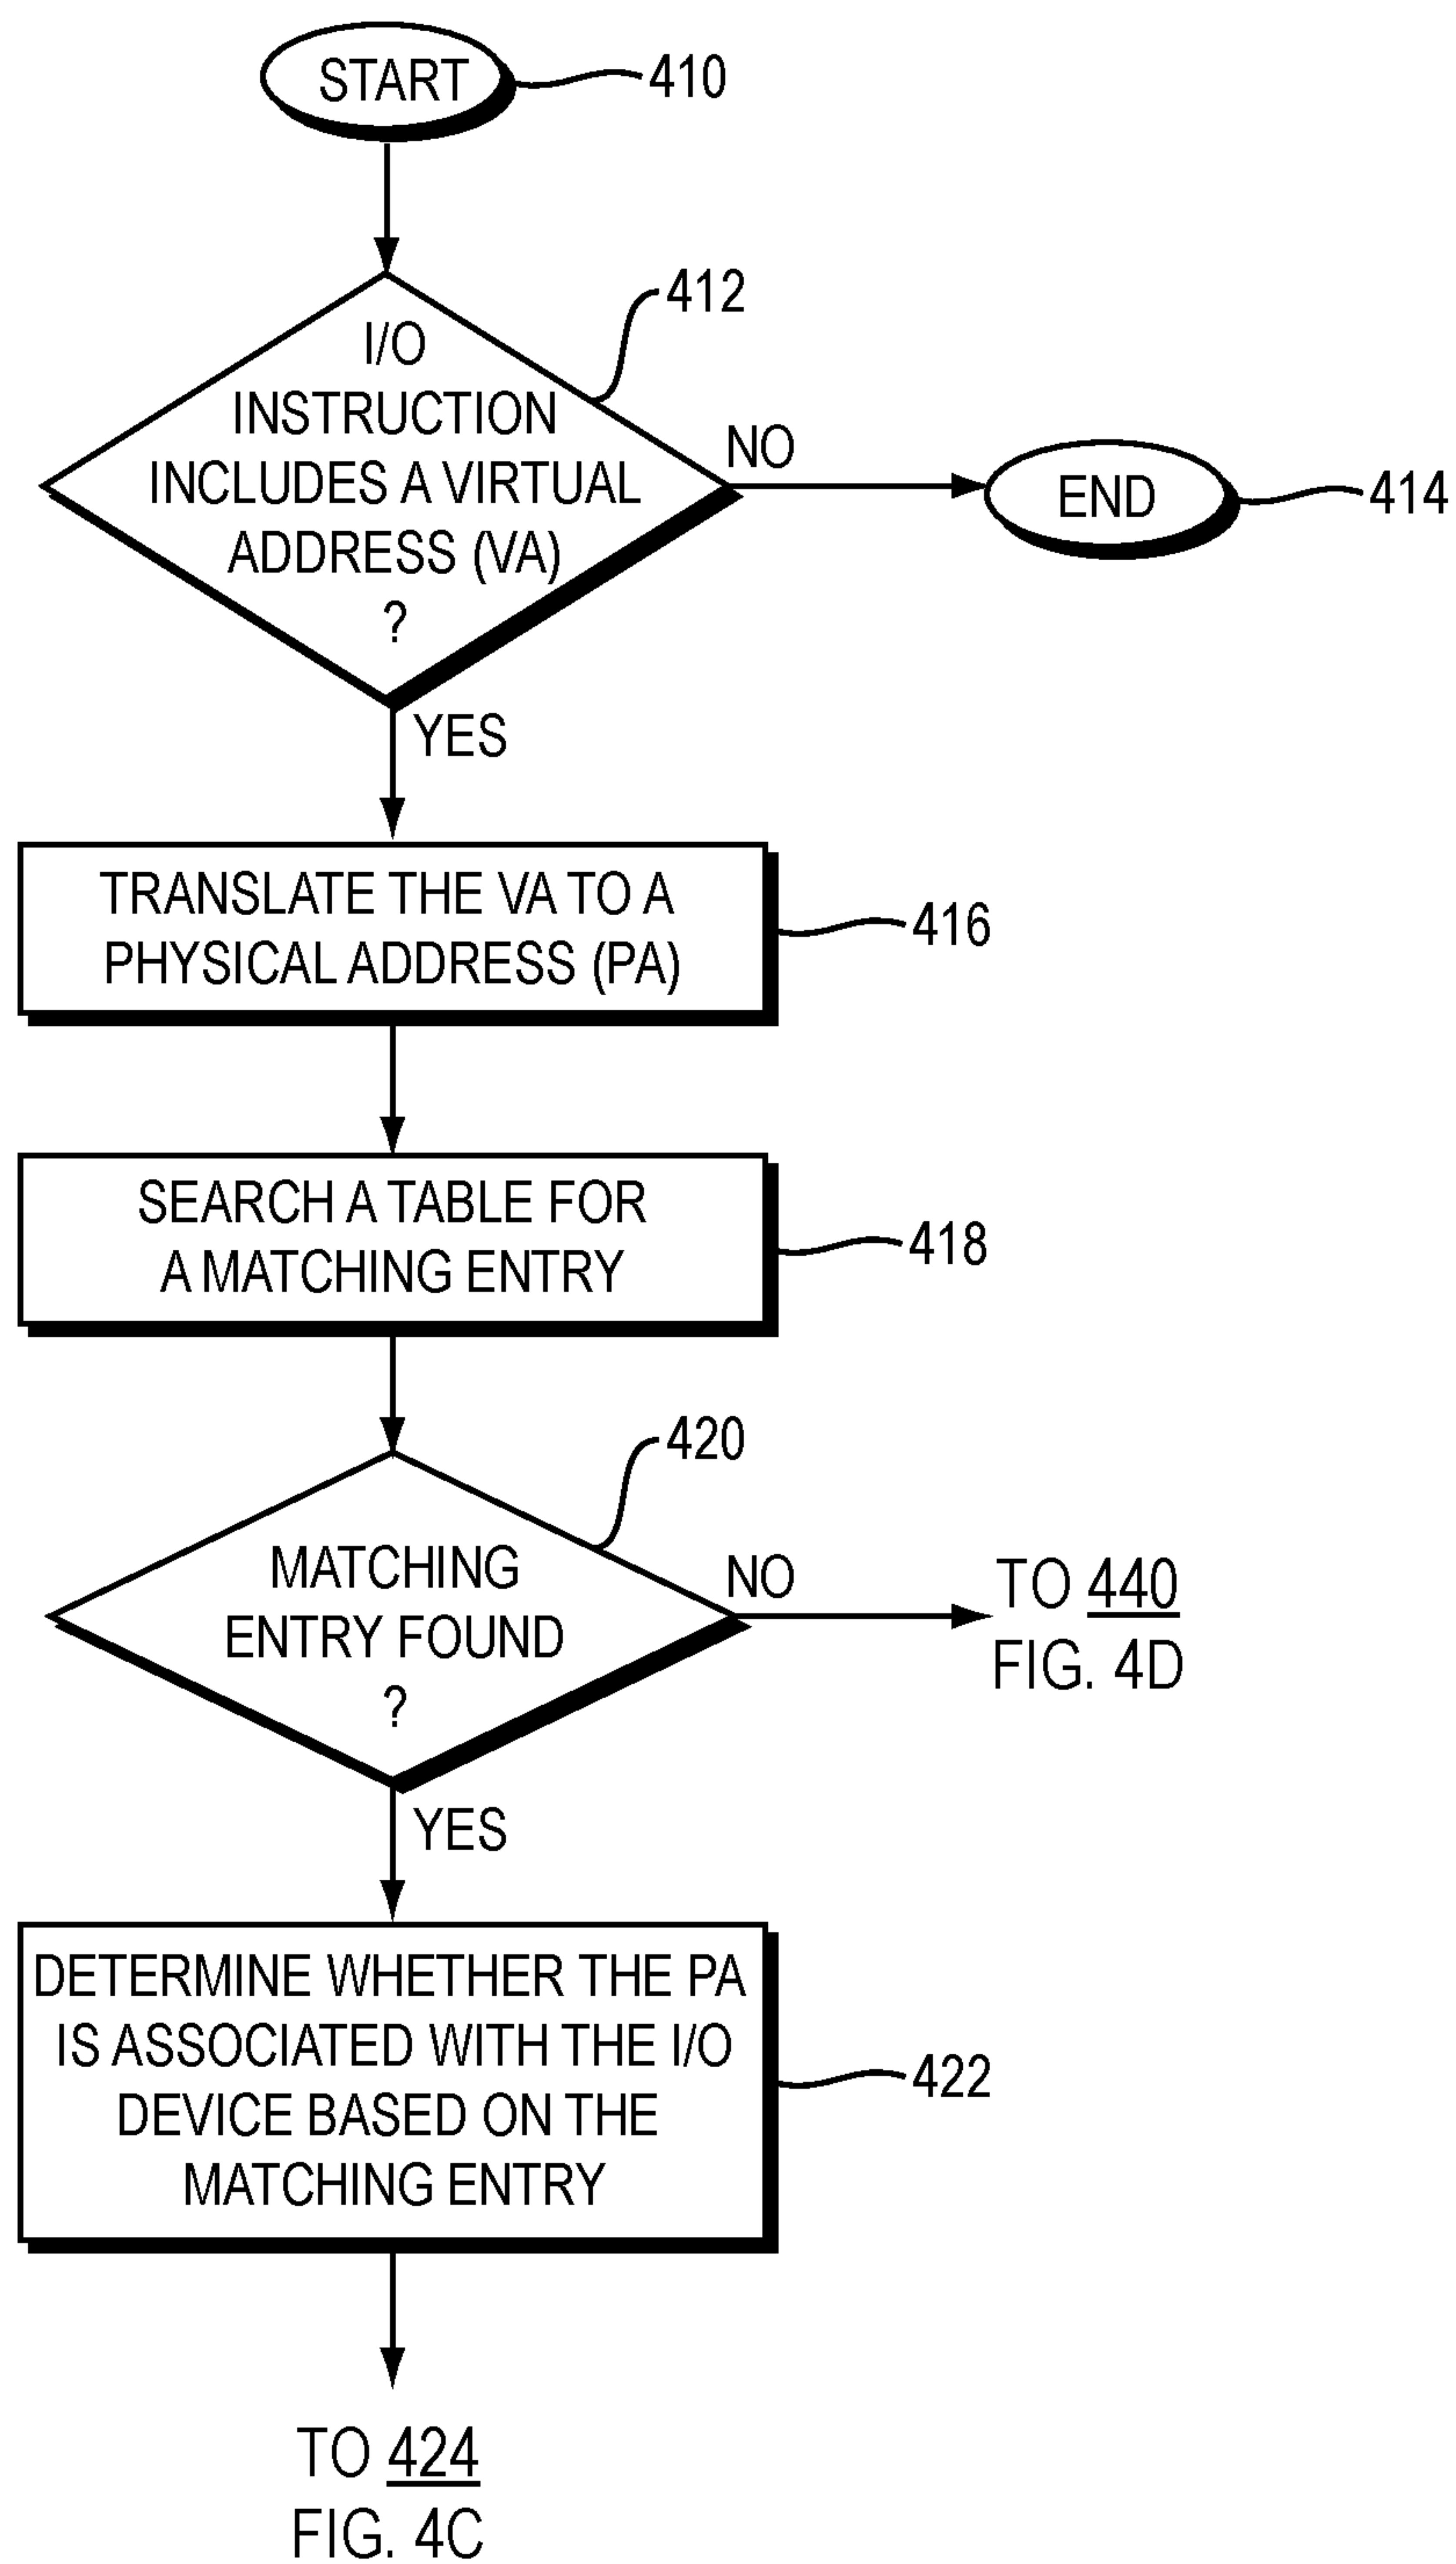 START
410
I/O
INSTRUCTION
INCLUDES A VIRTUAL
ADDRESS (VA)
?
412
NO
END
414
YES
TRANSLATE THE VA TO A
PHYSICAL ADDRESS (PA)
416
SEARCH A TABLE FOR
A MATCHING ENTRY
418
420
MATCHING
ENTRY FOUND
?
NO
TO 440
FIG. 4D
YES
DETERMINE WHETHER THE PA
IS ASSOCIATED WITH THE I/O
DEVICE BASED ON THE
MATCHING ENTRY
422
TO 424
FIG. 4C